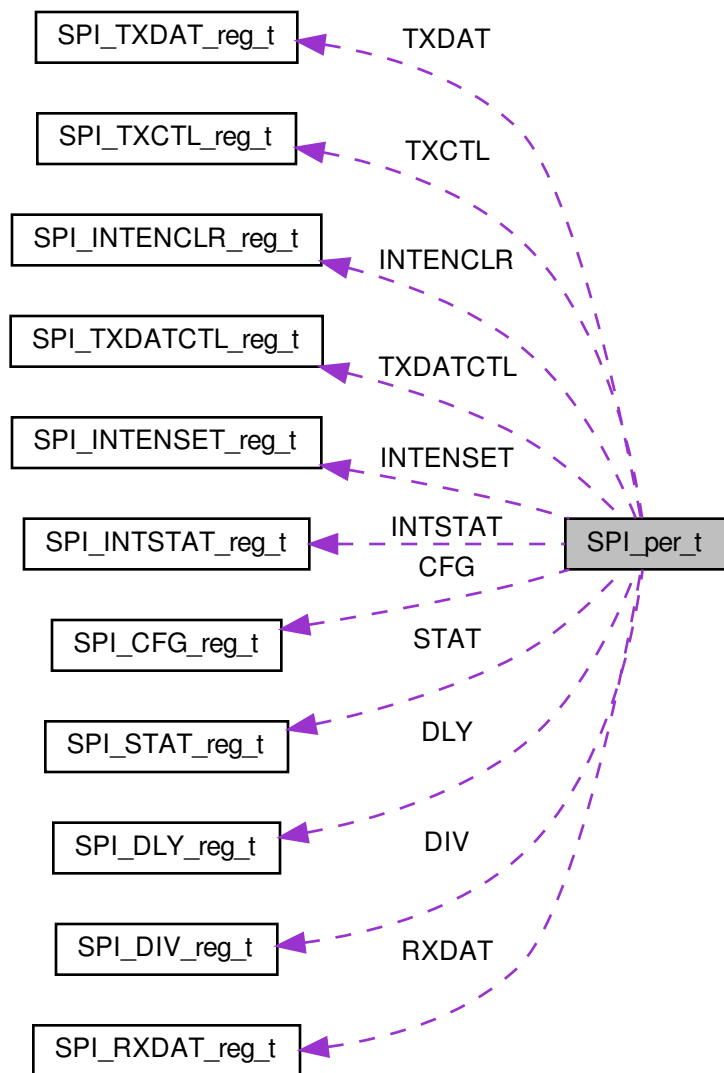 SPI_TXDAT_reg_t
TXDAT
SPI_TXCTL_reg_t
TXCTL
SPI_INTENCLR_reg_t
INTENCLR
SPI_TXDATCTL_reg_t
TXDATCTL
SPI_INTENSET_reg_t
INTENSET
SPI_INTSTAT_reg_t
INTSTAT
SPI_per_t
CFG
SPI_CFG_reg_t
STAT
SPI_STAT_reg_t
DLY
SPI_DLY_reg_t
DIV
SPI_DIV_reg_t
RXDAT
SPI_RXDAT_reg_t